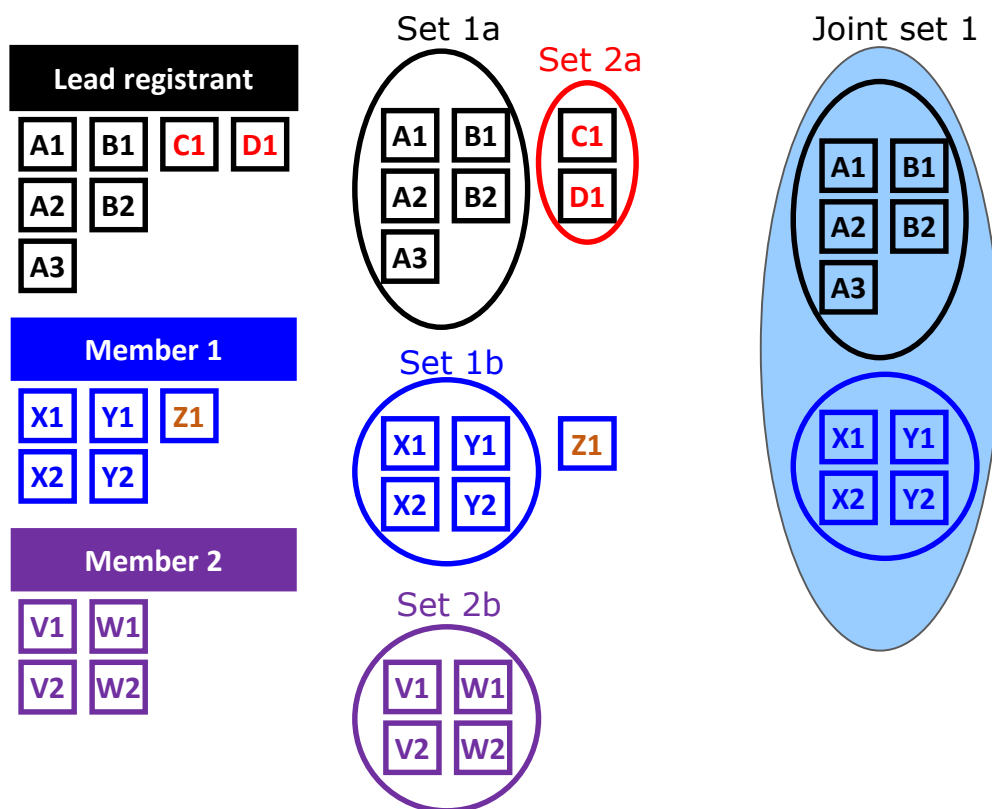 Lead registrant
A1 B1 C1 D1
A2 B2
A3
Member 1
X1 Y1 Z1
X2 Y2
Member 2
V1 W1
V2 W2
Set 1a
A1 B1
A2 B2
A3
Set 2a
C1
D1
Set 1b
X1 Y1 Z1
X2 Y2
Set 2b
V1 W1
V2 W2
Joint set 1
A1 B1
A2 B2
A3
X1 Y1
X2 Y2